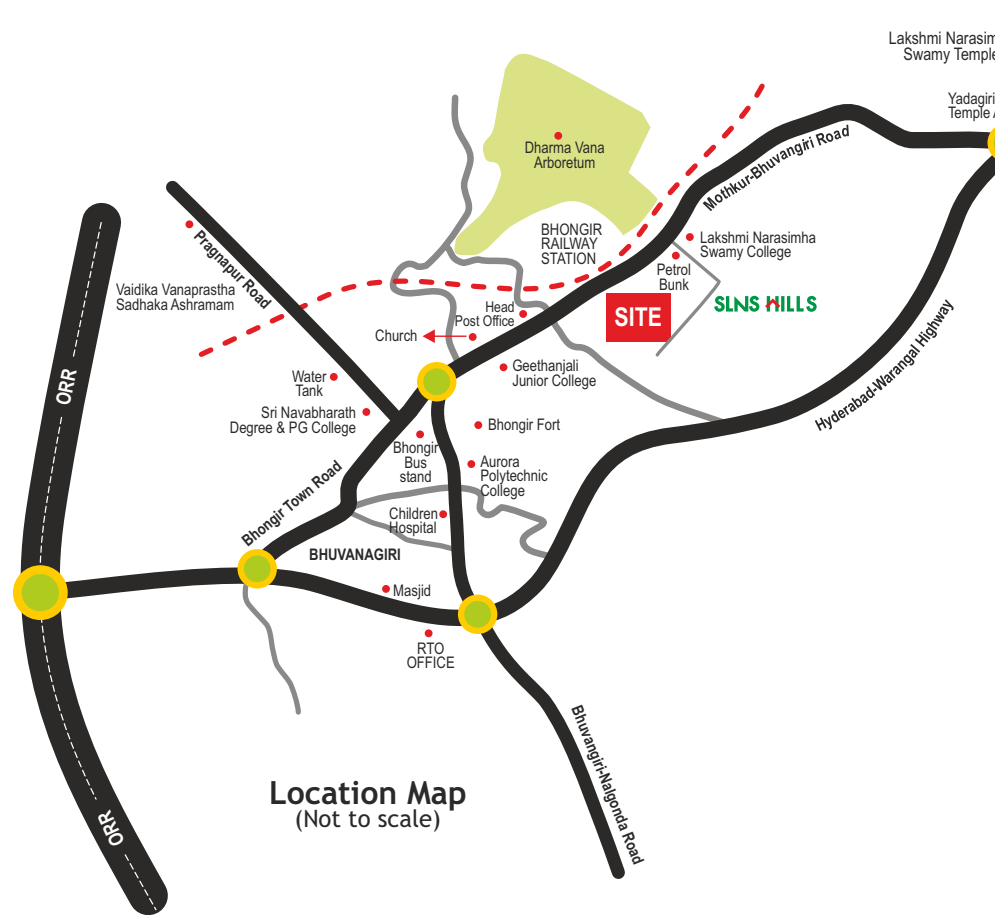 Lakshmi
Swamy Temple
Temple
Dharma Vana
Arboretum
Mothkur-Bhuvangiri Road
BHONGIR
RAILWAY
STATION
Lakshmi Narasimha
Swamy College
Petrol
Bunk
Pragnapur Road
Vaidika Vanaprastha
Sadhaka Ashramam
SLNS HILLS
SITE
Head
Post Office
Church
Hyderabad-Warangal Highway
Geethanjali
Junior College
ORR
Water
Tank
Sri Navabharath
Degree & PG College
Bhongir Fort
Bhongir
Bus
stand
Aurora
Polytechnic
College
Bhongir Town Road
Children
Hospital
BHUVANAGIRI
Masjid
RTO
OFFICE
Bhuvangiri-Nalgonda Road
Location Map
(Not to scale)
ORR